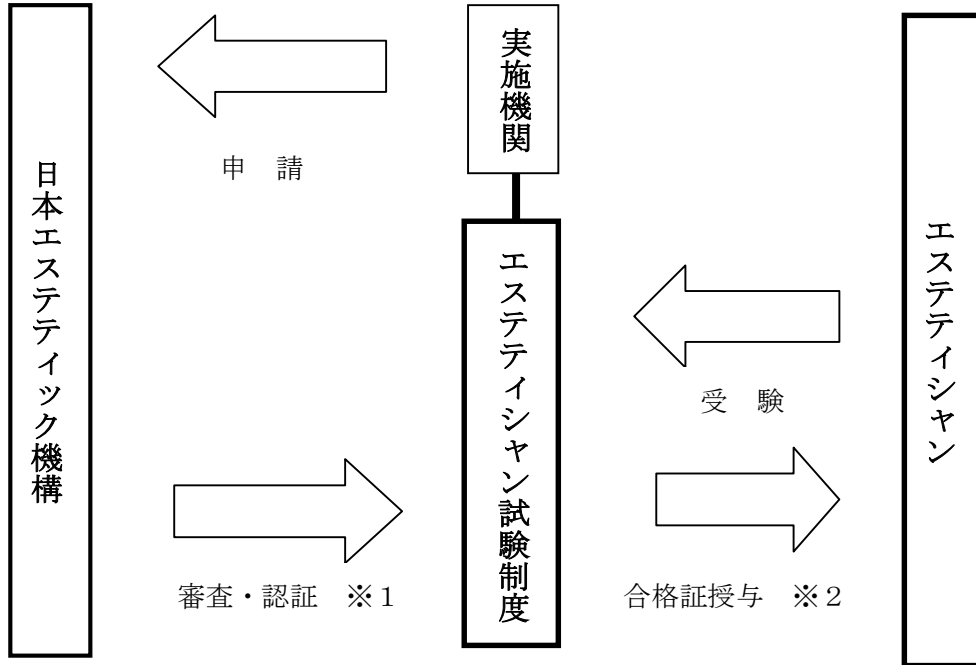 日本エステティック機構
申　請
審査・認証　※１
実施機関
エステティシャン試験制度
受　験
合格証授与　※２
エステティシャン